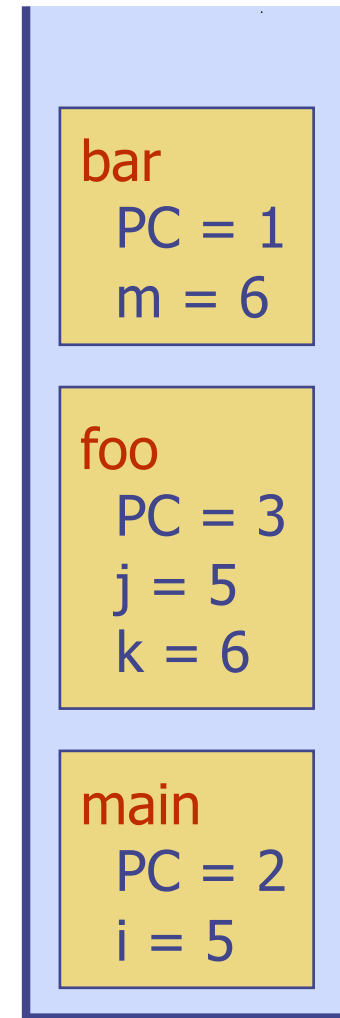 bar
PC = 1
m = 6
foo
PC = 3
j = 5
k = 6
main
PC = 2
i = 5